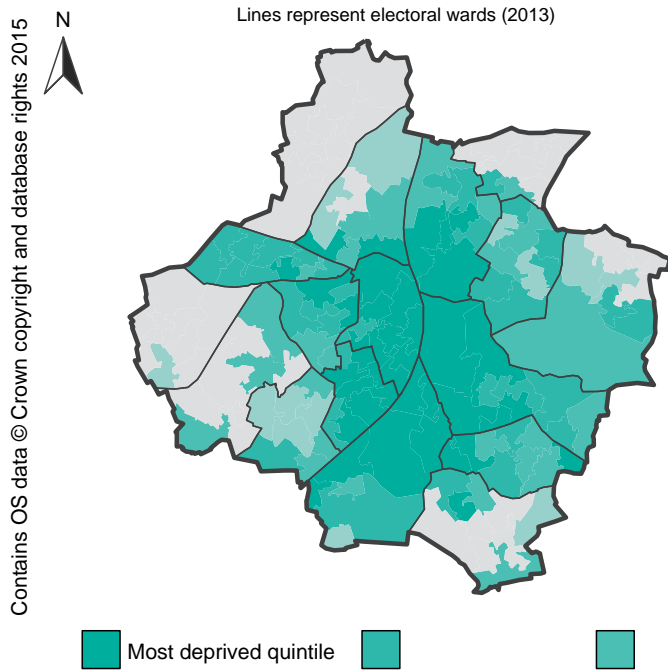 Lines represent electoral wards (2013)
N
Contains OS data © Crown copyright and database rights 2015
Most deprived quintile